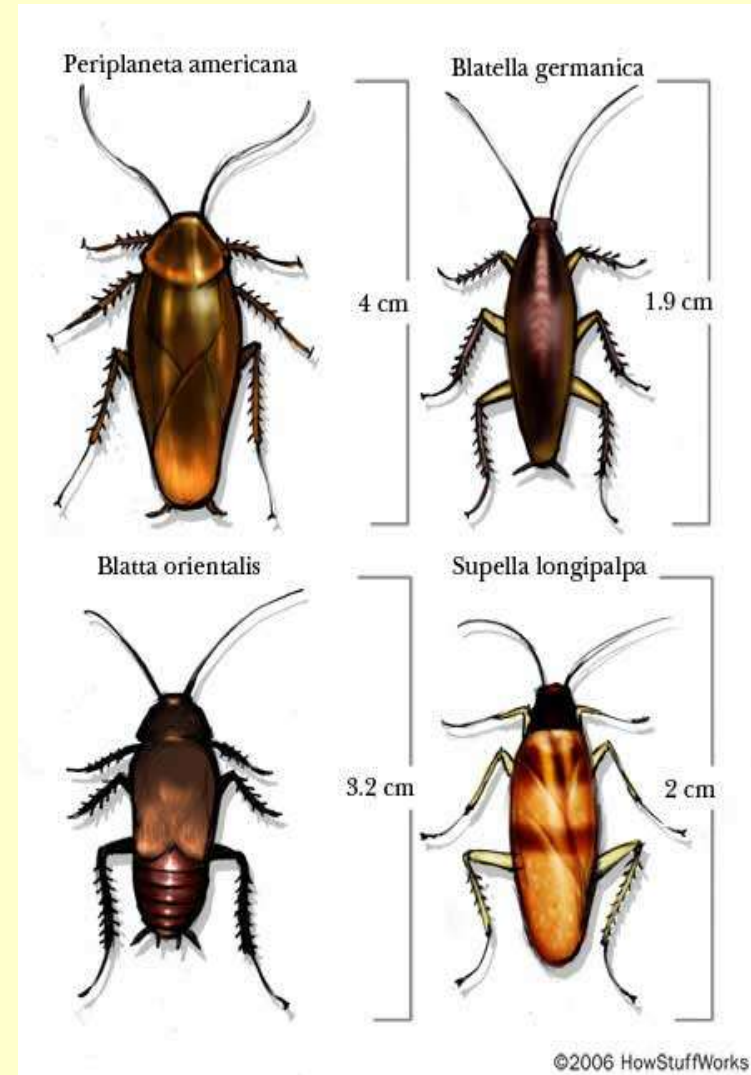 Periplaneta americana
Blatella germanica
4 cm
1.9 cm
Blatta orientalis
Supella longipalpa
3.2 cm
2 cm
©2006 HowStuffWorks